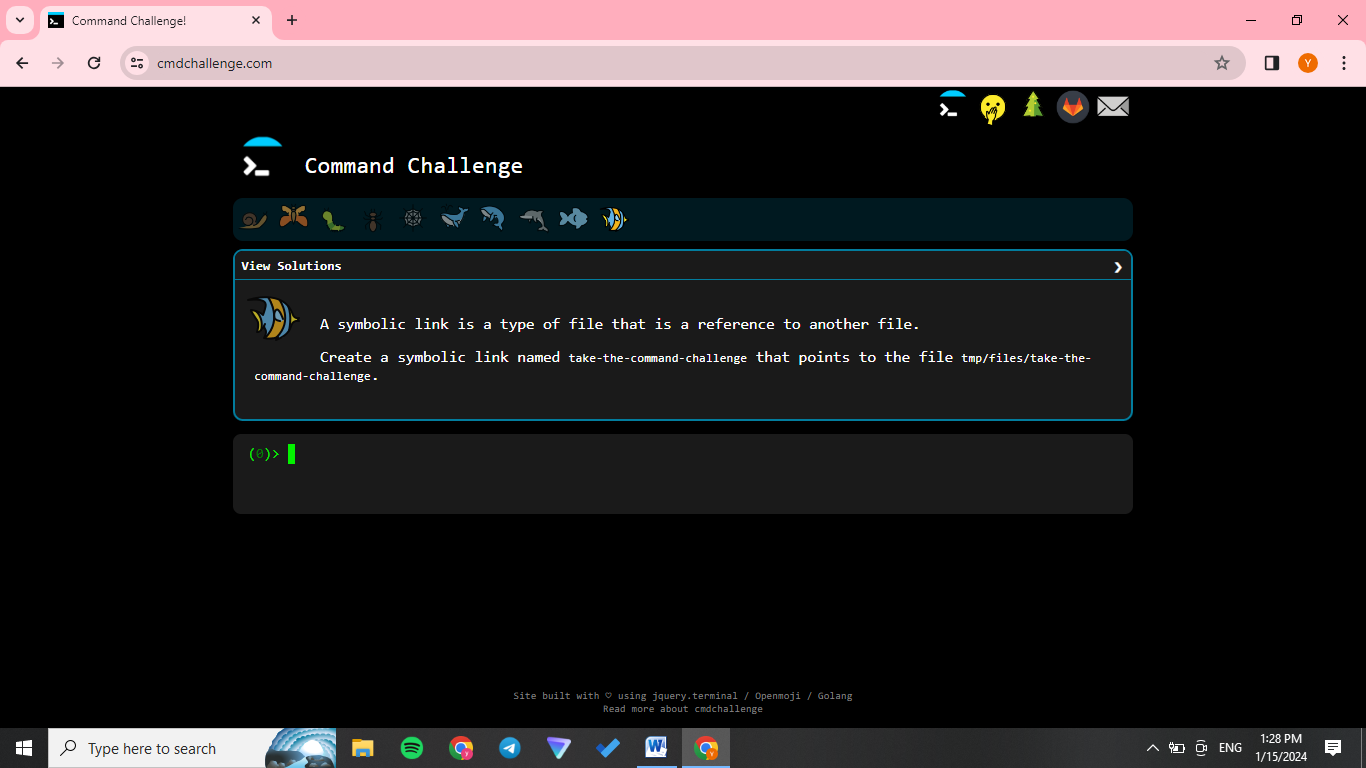 Command Challenge!
cmdchallenge.com
Y
Command Challenge
View Solutions
A symbolic link is a type of file that is a reference to another file.
Create a symbolic link named take-the-command-challenge that points to the file tmp/files/take-the-
command-challenge.
(0)>
Site built with ♡ using jquery.terminal / Openmoji / Golang
Read more about cmdchallenge
Type here to search
ENG
1:28 PM
1/15/2024